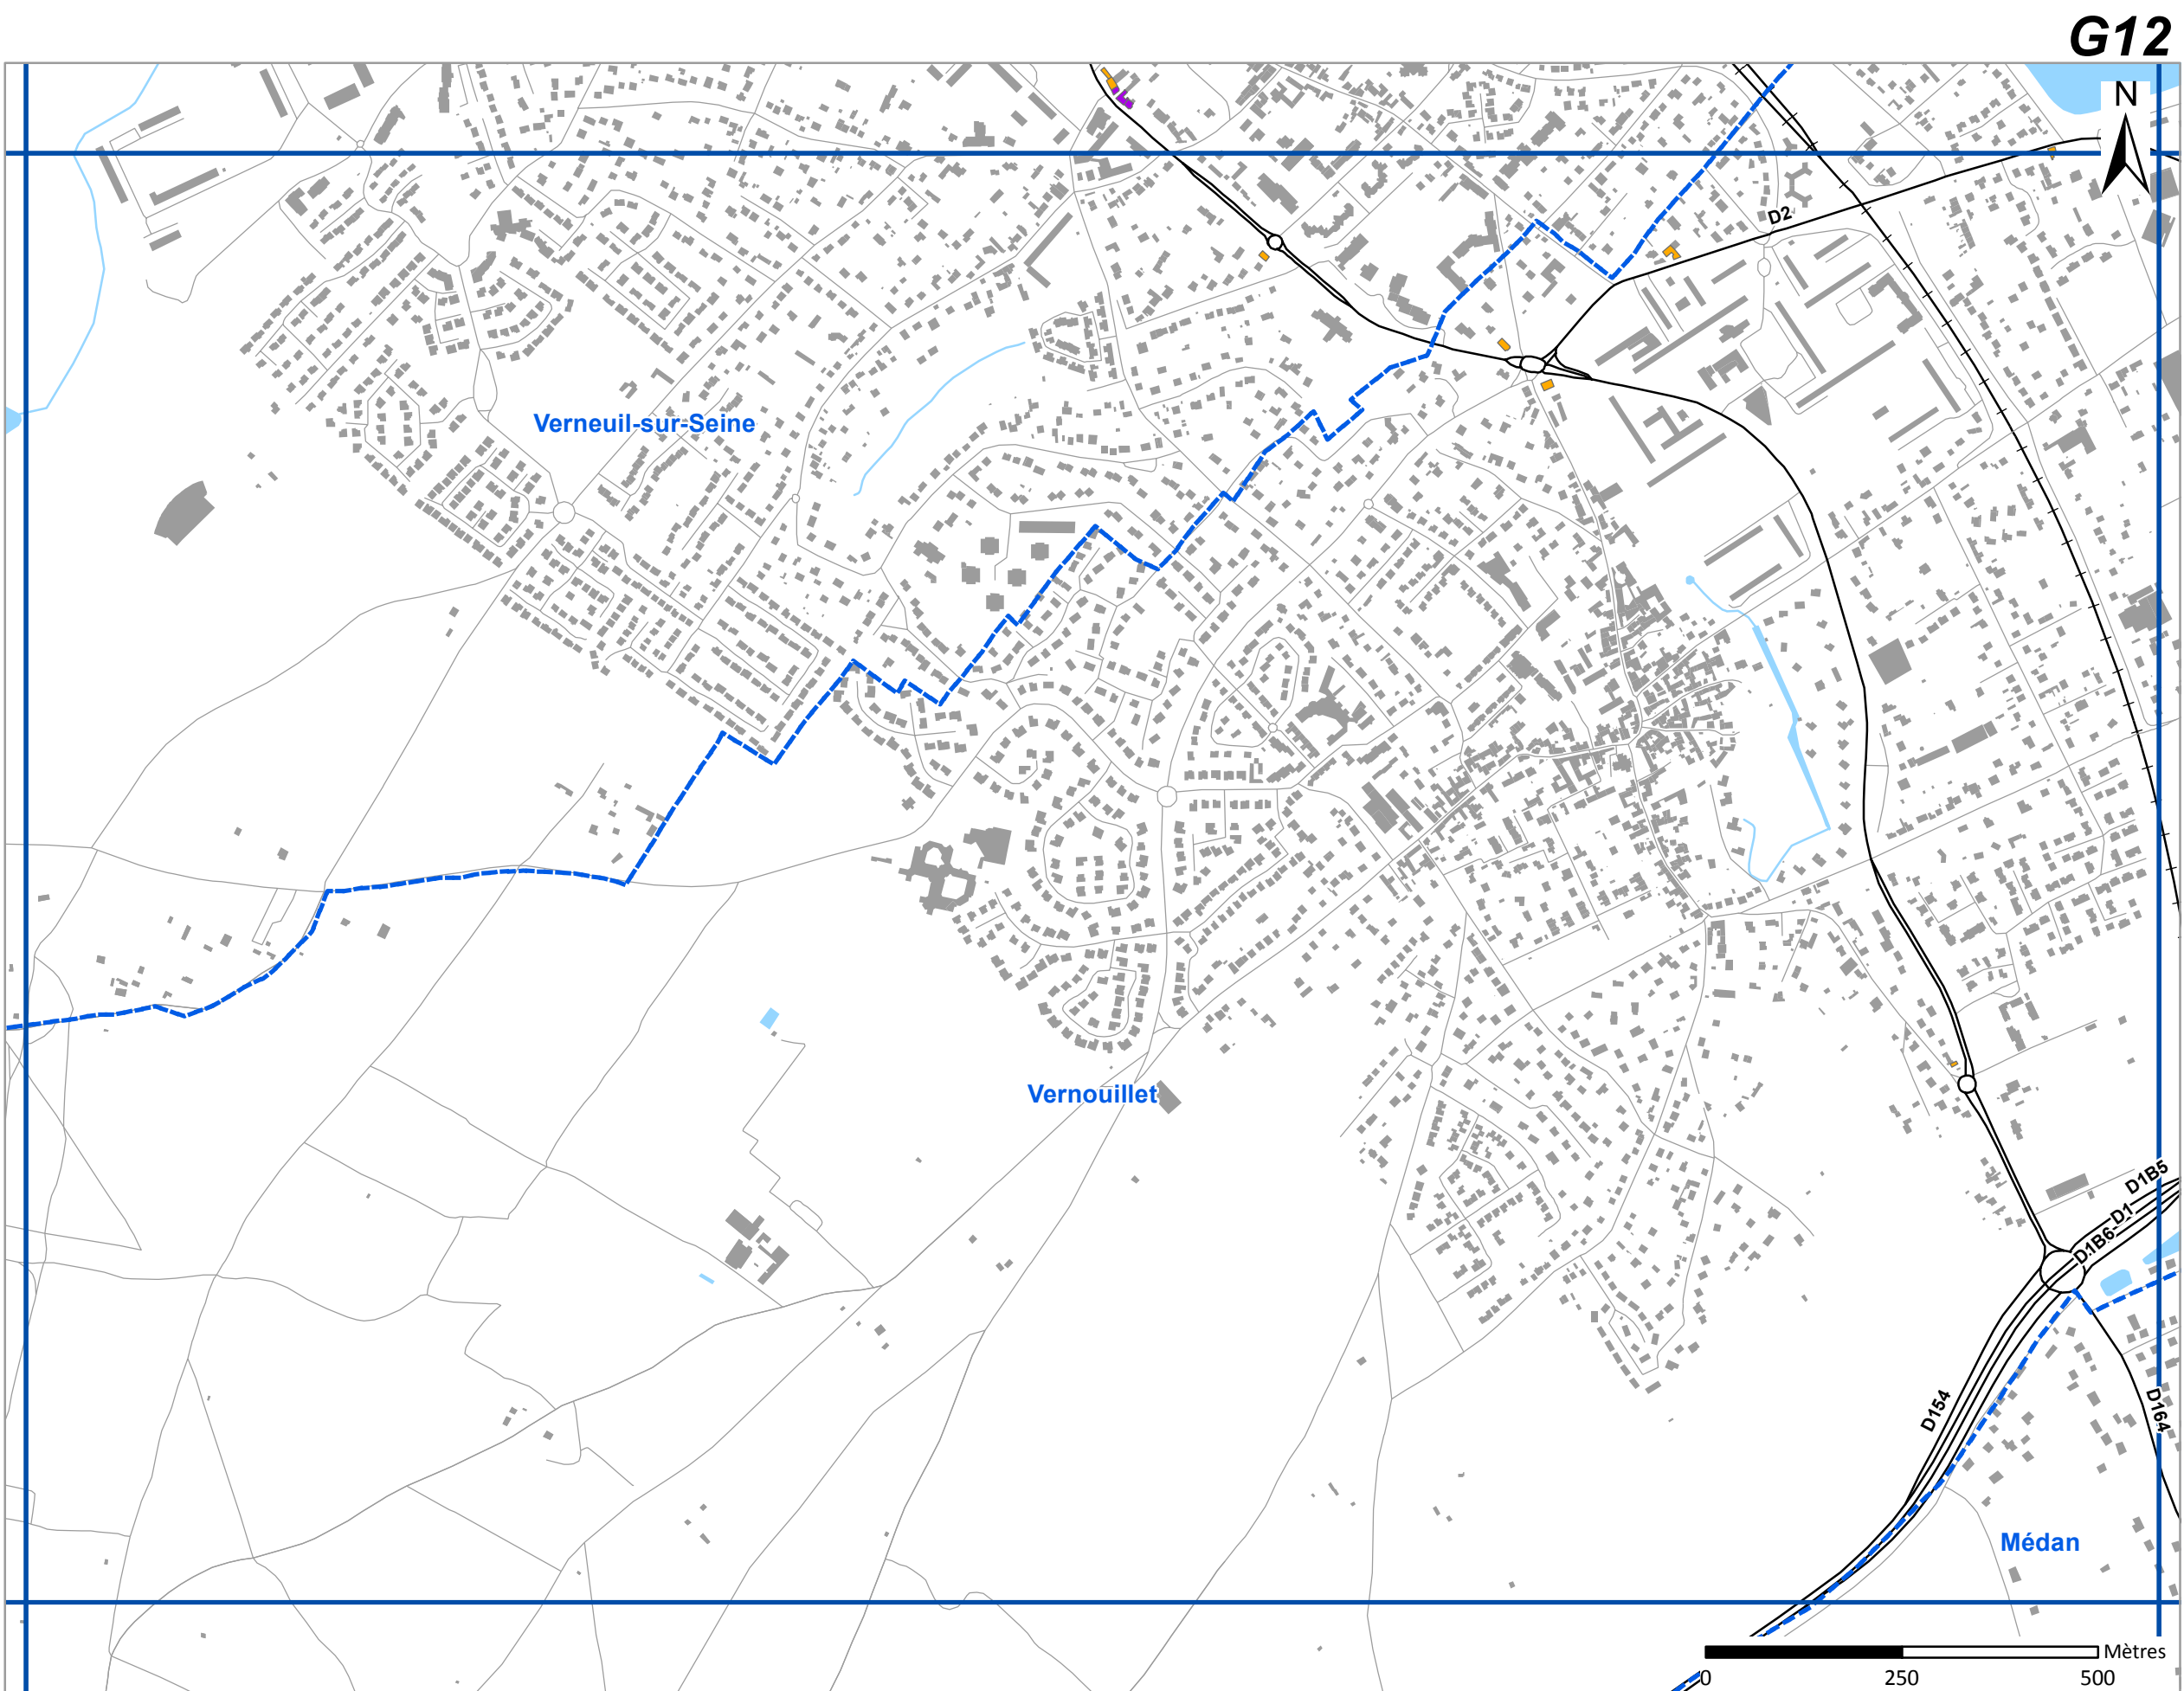 G12
N
D2
Verneuil-sur-Seine
Vernouillet
D1B5
D1
D1B6
D154
D164
Médan
Mètres
0 250 500